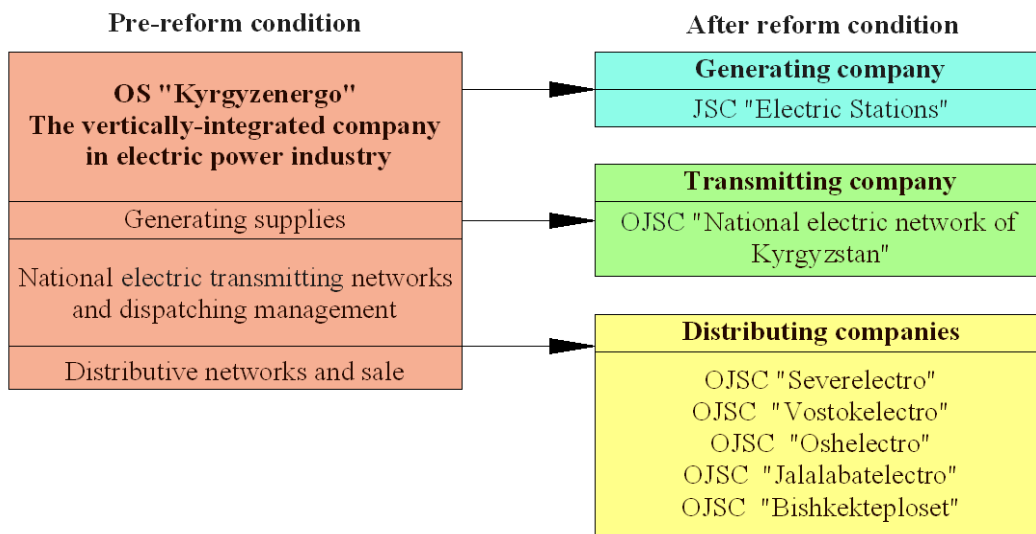 Pre-reform condition
OS "Kyrgyzenergo"
The vertically-integrated company
in electric power industry
Generating supplies
National electric transmitting networks
and dispatching management
Distributive networks and sale
After reform condition
Generating company
JSC "Electric Stations"
Transmitting company
OJSC "National electric network of
Kyrgyzstan"
Distributing companies
OJSC "Severelectro"
OJSC "Vostokelectro"
OJSC "Oshelectro"
OJSC "Jalalabatelectro"
OJSC "Bishkekteploset"